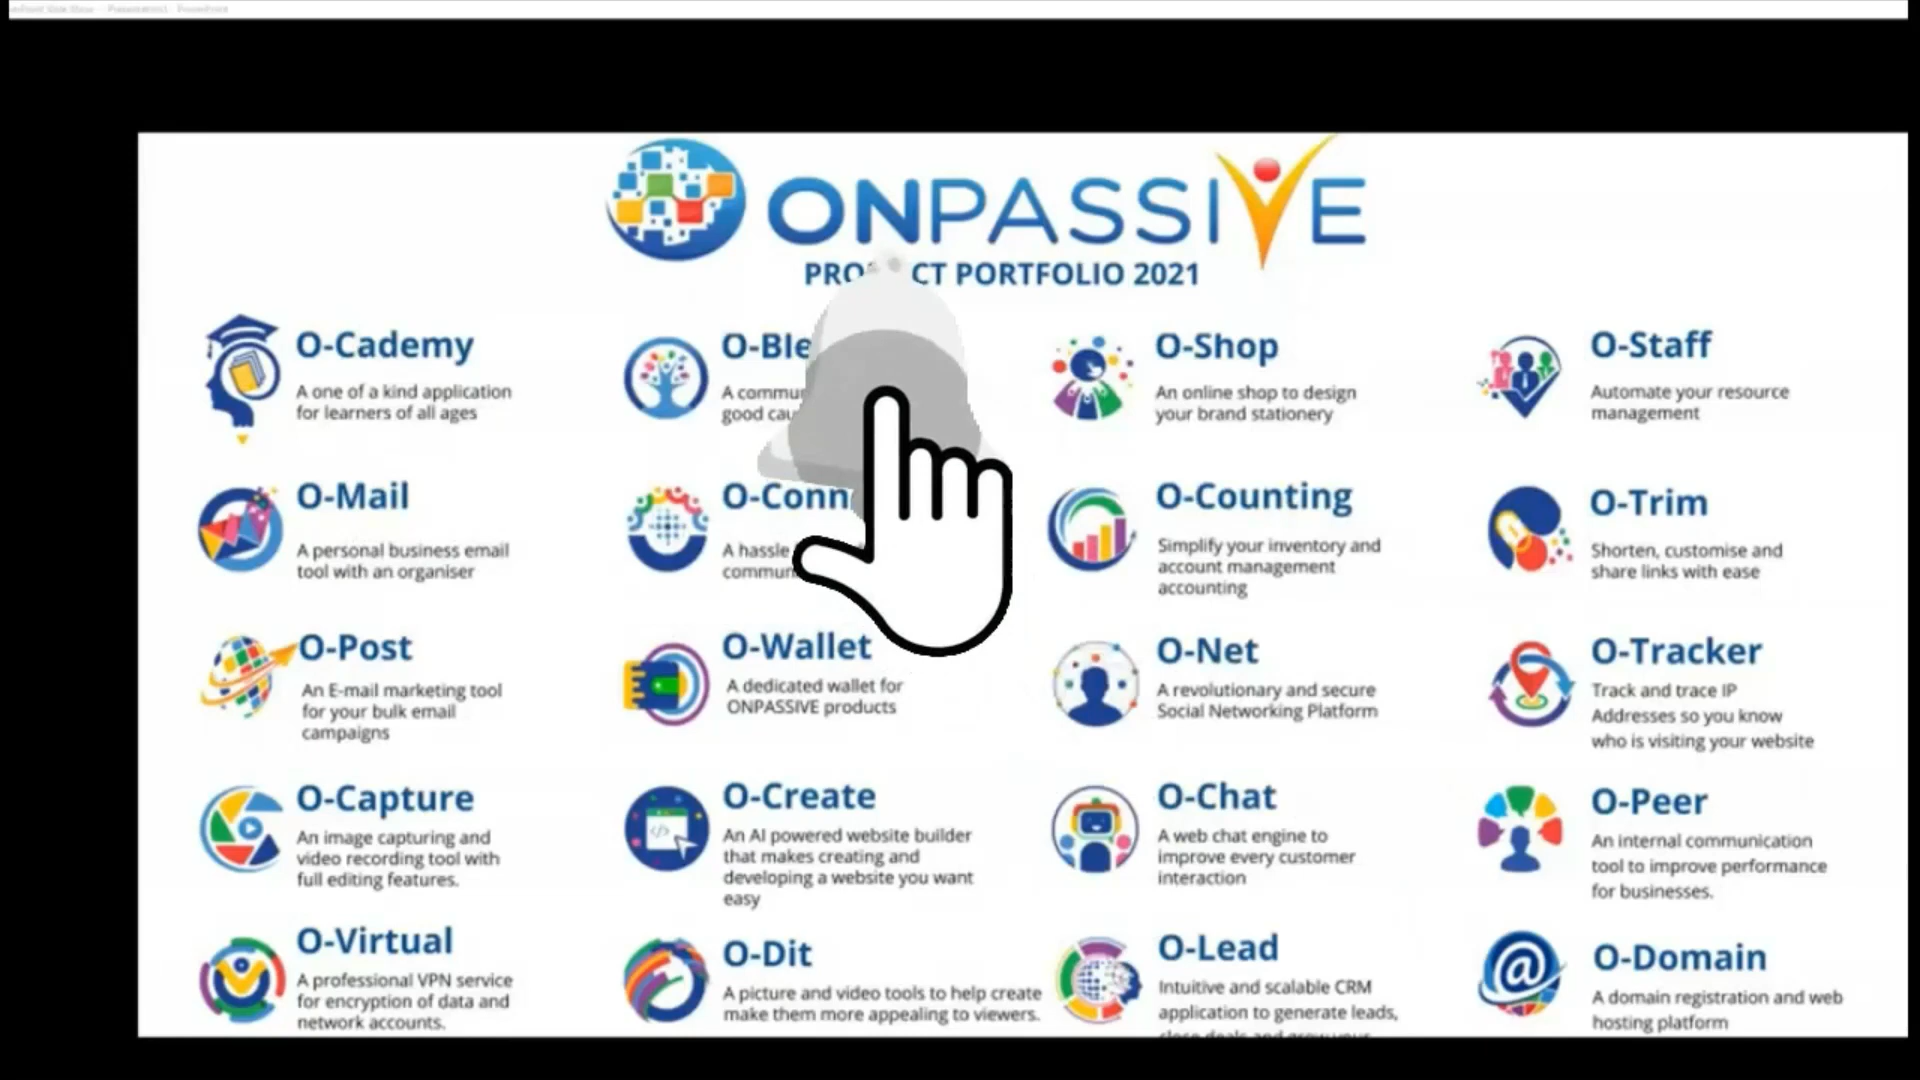 ONPASSIVE
PORTFOLIO 2021
O-Cademy
A one of a kind application
for learners of all ages
O-Shop
An online shop to design
your brand stationery
O-Staff
Automate your resource
management
O-Mail
A personal business email
tool with an organiser
A hassle
O-Counting
Simplify your inventory and
account management
accounting
O-Trim
Shorten, customise and
share links with ease
O-Post
An E-mail marketing tool
for your bulk email
campaigns
O-Wallet
A dedicated wallet for
ONPASSIVE products
O-Net
A revolutionary and secure
Social Networking Platform
O-Tracker
Track and trace IP
Addresses so you know
who is visiting your website
O-Capture
An image capturing and
video recording tool with
full editing features.
O-Create
An AI powered website builder
that makes creating and
developing a website you want
easy
O-Chat
A web chat engine to
improve every customer
interaction
O-Peer
An internal communication
tool to improve performance
for businesses.
O-Virtual
A professional VPN service
for encryption of data and
network accounts.
O-Dit
A picture and video tools to help create
make them more appealing to viewers.
O-Lead
Intuitive and scalable CRM
application to generate leads,
O-Domain
A domain registration and web
hosting platform